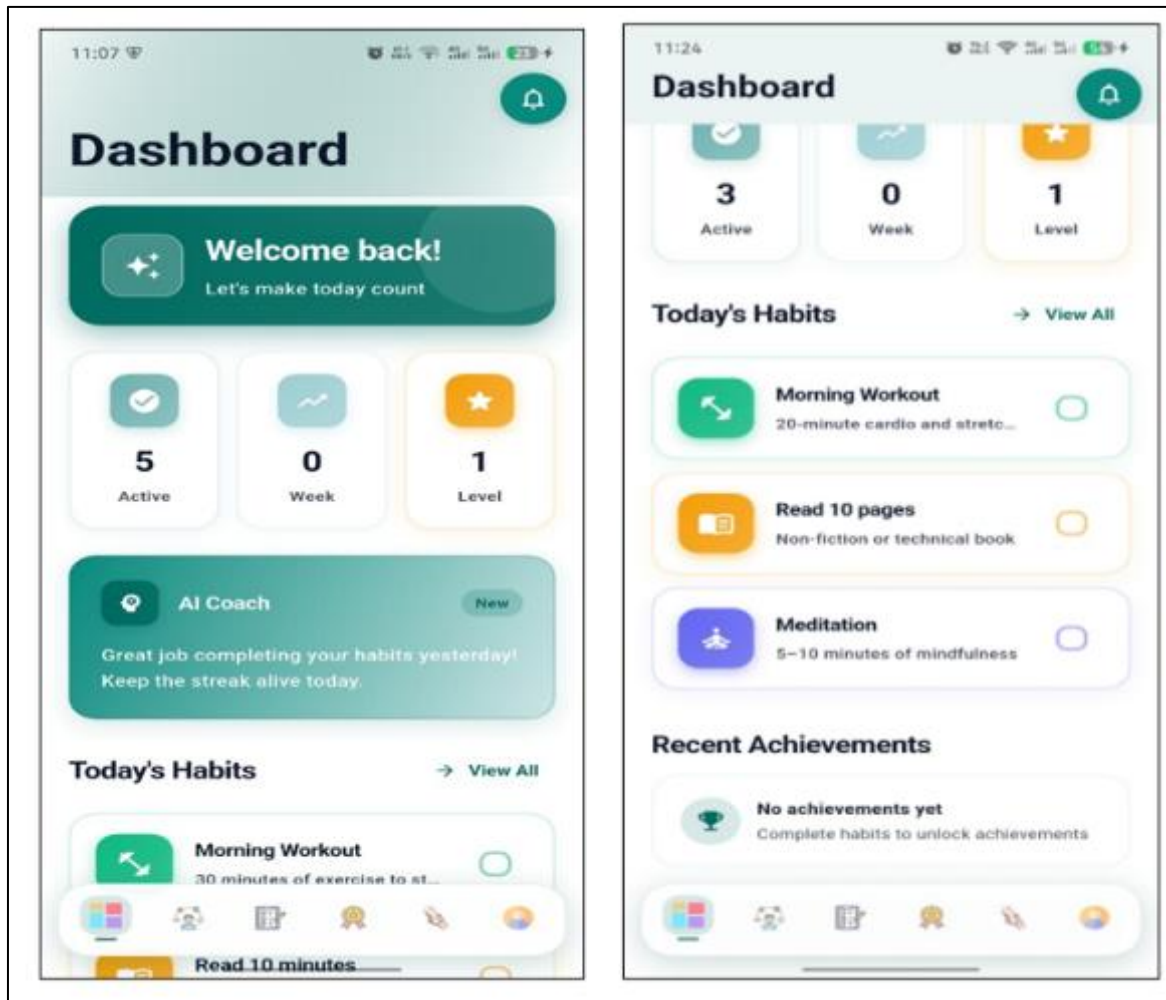 11:07
Dashboard
Welcome back!
Let's make today count
5
0
1
Active
Week
Level
AI Coach
New
Great job completing your habits yesterday!
Keep the streak alive today.
Today's Habits
→ View All
Morning Workout
30 minutes of exercise to st...
Read 10 minutes
11:24
Dashboard
3
0
1
Active
Week
Level
Today's Habits
→ View All
Morning Workout
20-minute cardio and stretc...
Read 10 pages
Non-fiction or technical book
Meditation
5–10 minutes of mindfulness
Recent Achievements
No achievements yet
Complete habits to unlock achievements